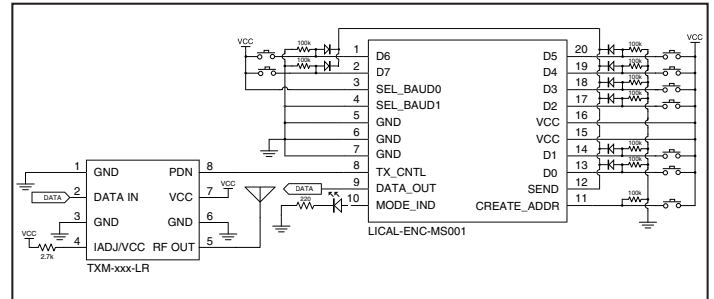 VCC
100k
100k
1 D6
2 D7
3 SEL_BAUD0
4 SEL_BAUD1
5 GND
6 GND
7 GND
8 TX_CNTL
9 DATA_OUT
10 MODE_IND
D5 20
D4 19
D3 18
D2 17
VCC 16
VCC 15
D1 14
D0 13
SEND 12
CREATE_ADDR 11
LICAL-ENC-MS001
VCC
100k
100k
100k
100k
100k
100k
100k
DATA
220
1 GND
2 DATA IN
3 GND
4 IADJ/VCC
PDN 8
VCC 7
GND 6
RF OUT 5
TXM-xxx-LR
DATA
VCC
2.7k
VCC